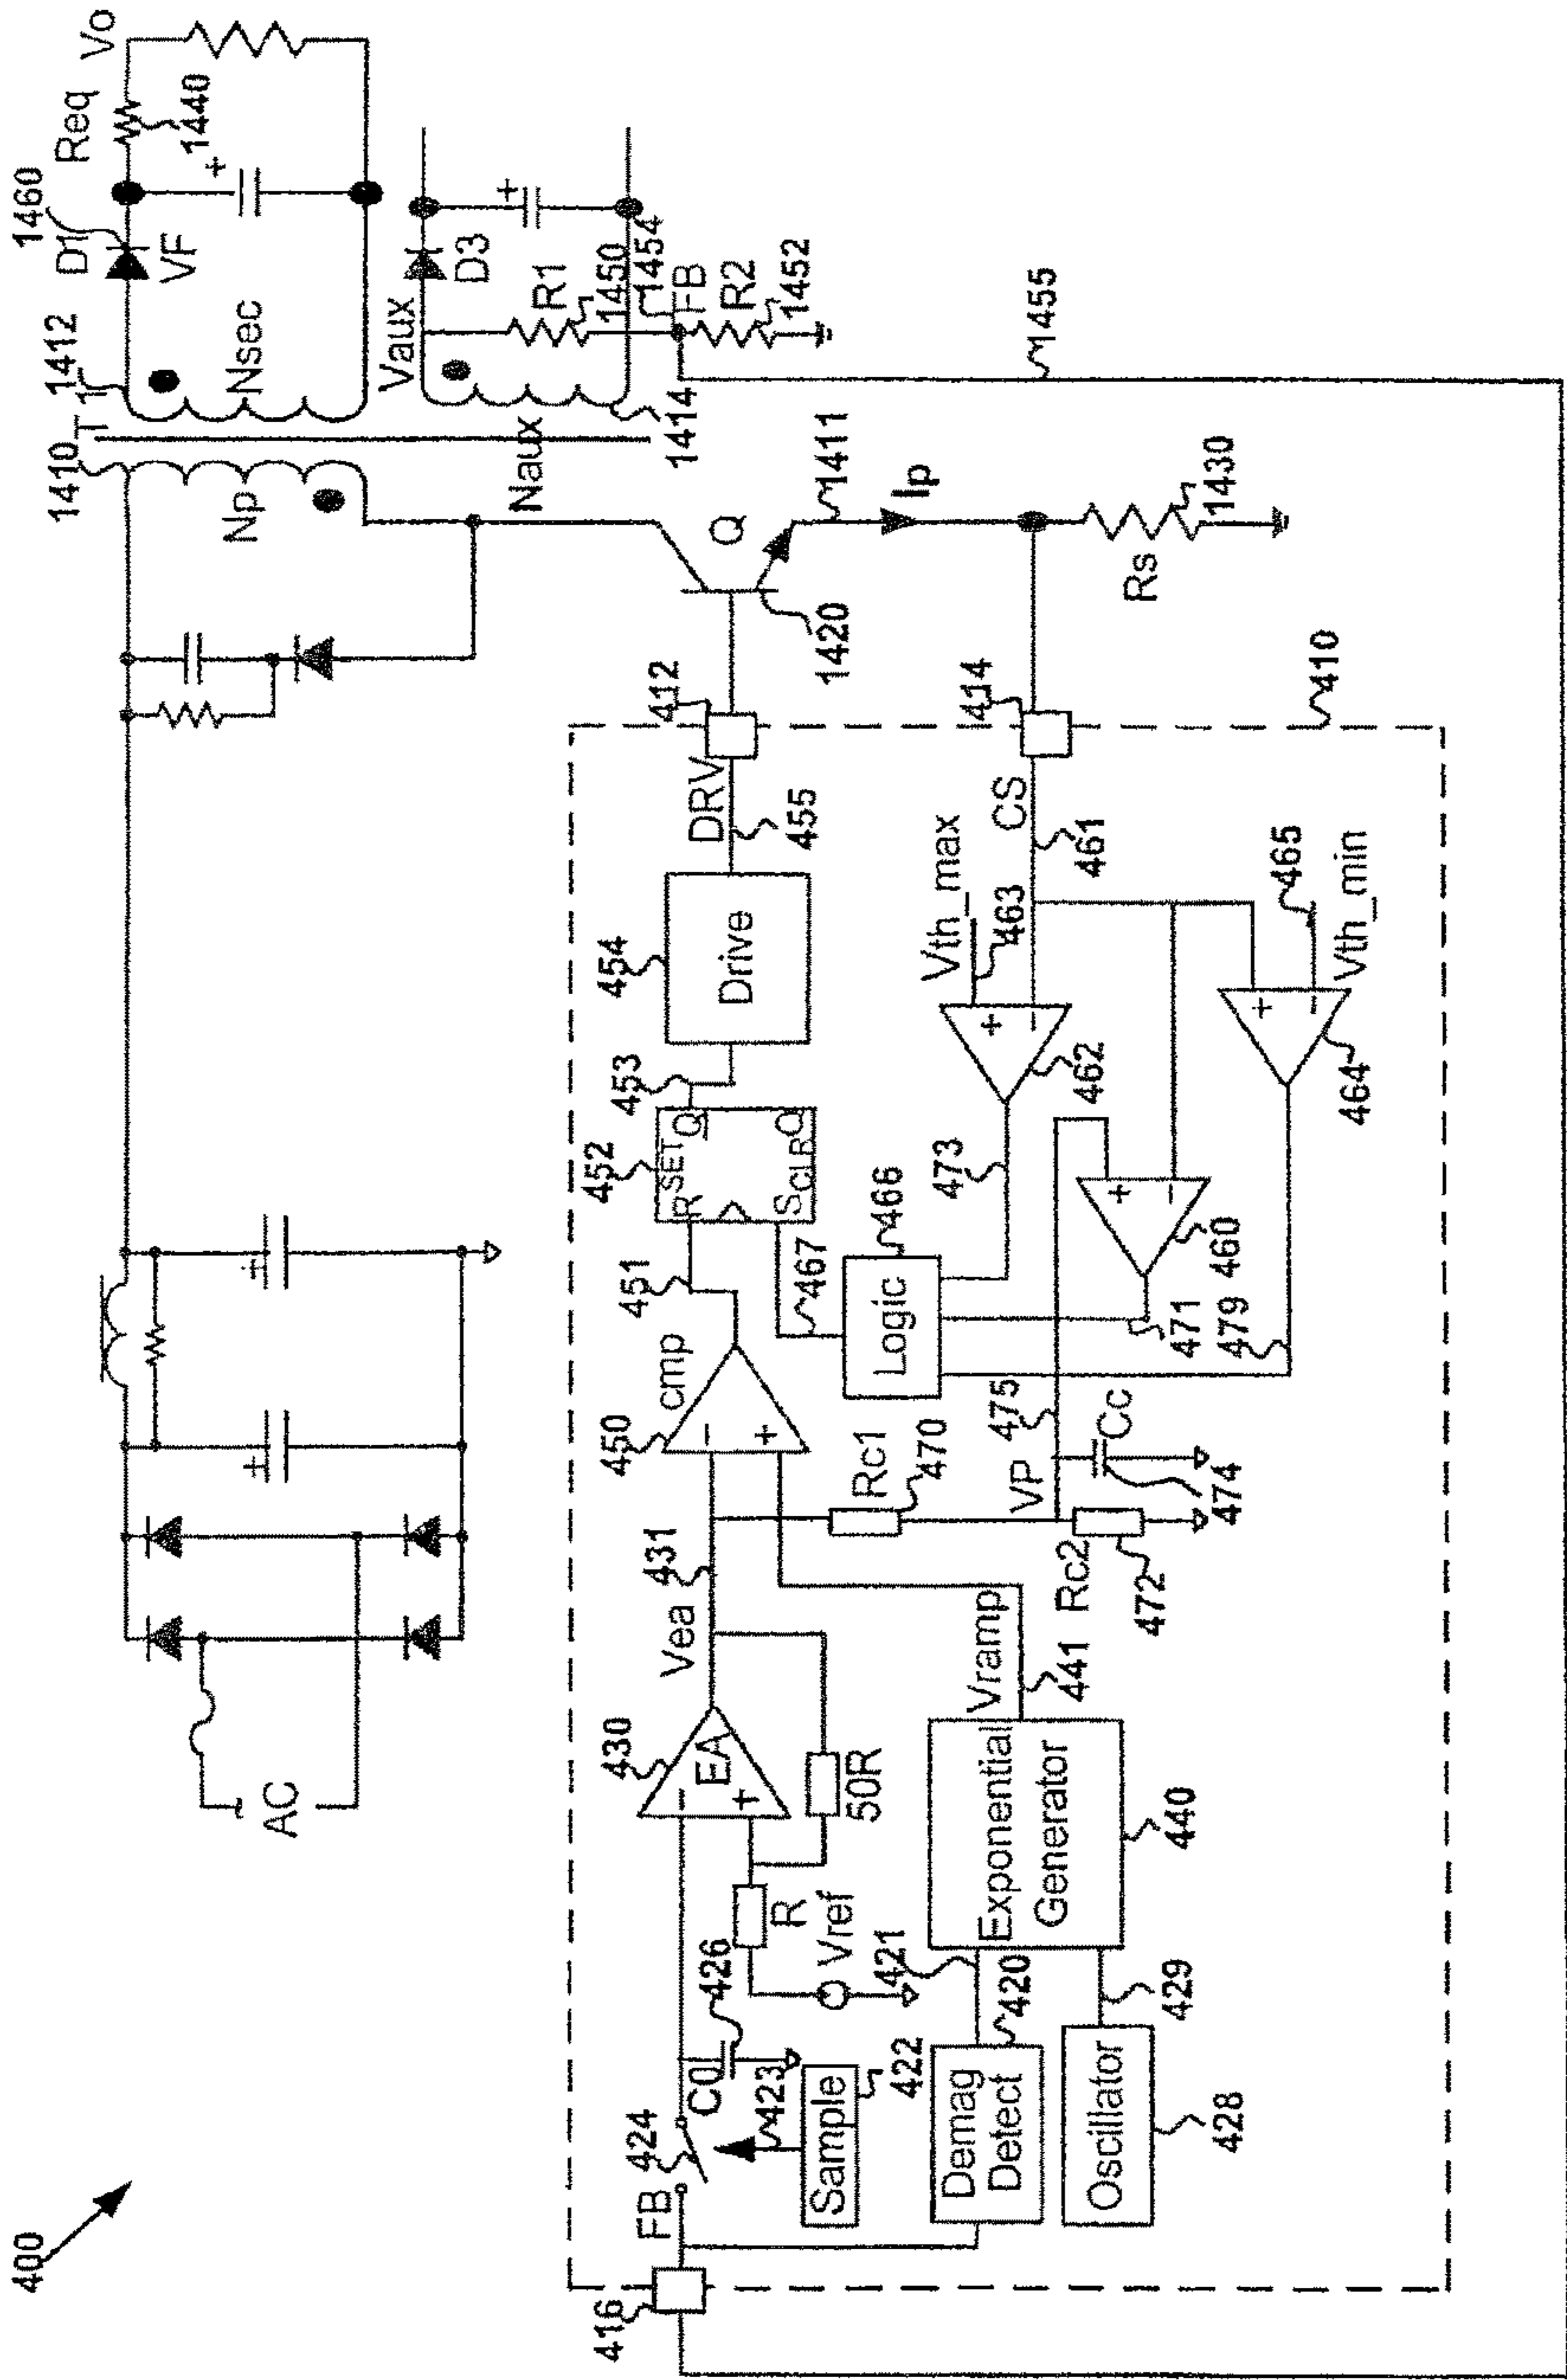 400
AC
1410
T1
1412
1460
D1
Req
Vo
VF
1440
Np
Nsec
Vaux
D3
R1
1450
1454
Naux
1414
FB
R2
1452
1455
Q
1420
1411
Ip
Rs
1430
416
FB
424
C0
426
423
Sample
422
R
Vref
430
EA
50R
Vea
431
450
cmp
451
452
R
SET
Q
S
CLR
Q
453
454
Drive
DRV
455
412
421
420
Demag
Detect
Oscillator
428
429
Exponential
Generator
440
Vramp
441
Rc1
470
VP
475
Rc2
472
Cc
474
467
Logic
466
473
471
479
460
462
Vth_max
463
CS
461
414
410
464
465
Vth_min
+
−